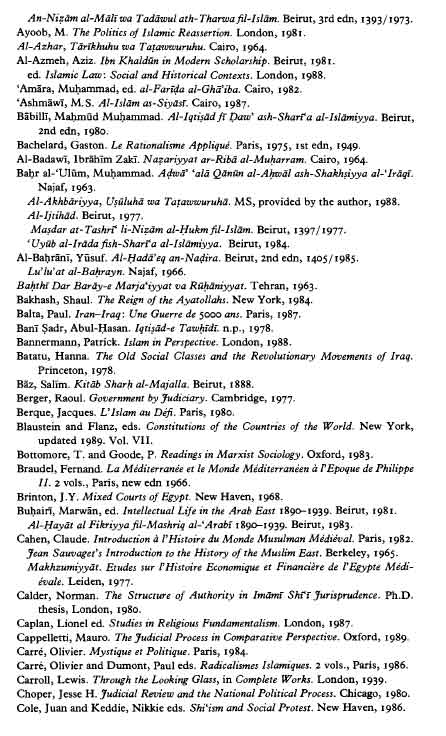 An-Niẓām al-Mālī wa Tadāwul ath-Tharwa fil-Islām. Beirut, 3rd edn, 1393/1973.
Ayoob, M. The Politics of Islamic Reassertion. London, 1981.
Al-Azhar, Tārīkhuhu wa Taṭawwuruhu. Cairo, 1964.
Al-Azmeh, Aziz. Ibn Khaldūn in Modern Scholarship. Beirut, 1981.
ed. Islamic Law: Social and Historical Contexts. London, 1988.
‘Amāra, Muḥammad, ed. al-Farīḍa al-Ghā’iba. Cairo, 1982.
‘Ashmāwī, M.S. Al-Islām as-Siyāsī. Cairo, 1987.
Bābillī, Maḥmūd Muḥammad. Al-Iqtiṣād fī Ḍaw’ ash-Sharī‘a al-Islāmiyya. Beirut,
2nd edn, 1980.
Bachelard, Gaston. Le Rationalisme Appliqué. Paris, 1975, 1st edn, 1949.
Al-Badawī, Ibrāhīm Zakī. Naẓariyyat ar-Ribā al-Muḥarram. Cairo, 1964.
Baḥr al-‘Ulūm, Muḥammad. Aḍwā’ ‘alā Qānūn al-Aḥwāl ash-Shakhṣiyya al-‘Irāqī.
Najaf, 1963.
Al-Akhbāriyya, Uṣūluhā wa Taṭawwuruhā. MS, provided by the author, 1988.
Al-Ijtihād. Beirut, 1977.
Maṣdar at-Tashrī‘ li-Niẓām al-Ḥukm fil-Islām. Beirut, 1397/1977.
‘Uyūb al-Irāda fish-Sharī‘a al-Islāmiyya. Beirut, 1984.
Al-Baḥrānī, Yūsuf. Al-Ḥadā’eq an-Naḍira. Beirut, 2nd edn, 1405/1985.
Lu’lu’at al-Baḥrayn. Najaf, 1966.
Baḥthī Dar Barāy-e Marja‘iyyat va Rūḥāniyyat. Tehran, 1963.
Bakhash, Shaul. The Reign of the Ayatollahs. New York, 1984.
Balta, Paul. Iran–Iraq: Une Guerre de 5000 ans. Paris, 1987.
Banī Ṣadr, Abul-Ḥasan. Iqtiṣād-e Tawḥīdī. n.p., 1978.
Bannermann, Patrick. Islam in Perspective. London, 1988.
Batatu, Hanna. The Old Social Classes and the Revolutionary Movements of Iraq.
Princeton, 1978.
Bāz, Salīm. Kitāb Sharḥ al-Majalla. Beirut, 1888.
Berger, Raoul. Government by Judiciary. Cambridge, 1977.
Berque, Jacques. L’Islam au Défi. Paris, 1980.
Blaustein and Flanz, eds. Constitutions of the Countries of the World. New York,
updated 1989. Vol. VII.
Bottomore, T. and Goode, P. Readings in Marxist Sociology. Oxford, 1983.
Braudel, Fernand. La Méditerranée et le Monde Méditerranéen à l’Epoque de Philippe
II. 2 vols., Paris, new edn 1966.
Brinton, J.Y. Mixed Courts of Egypt. New Haven, 1968.
Buḥairī, Marwān, ed. Intellectual Life in the Arab East 1890–1939. Beirut, 1981.
Al-Ḥayāt al Fikriyya fil-Mashriq al-‘Arabī 1890–1939. Beirut, 1983.
Cahen, Claude. Introduction à l’Histoire du Monde Musulman Médiéval. Paris, 1982.
Jean Sauvaget’s Introduction to the History of the Muslim East. Berkeley, 1965.
Makhzumiyyāt. Etudes sur l’Histoire Economique et Financière de l’Egypte Médi-
évale. Leiden, 1977.
Calder, Norman. The Structure of Authority in Imāmī Shī‘ī Jurisprudence. Ph.D.
thesis, London, 1980.
Caplan, Lionel ed. Studies in Religious Fundamentalism. London, 1987.
Cappelletti, Mauro. The Judicial Process in Comparative Perspective. Oxford, 1989.
Carré, Olivier. Mystique et Politique. Paris, 1984.
Carré, Olivier and Dumont, Paul eds. Radicalismes Islamiques. 2 vols., Paris, 1986.
Carroll, Lewis. Through the Looking Glass, in Complete Works. London, 1939.
Choper, Jesse H. Judicial Review and the National Political Process. Chicago, 1980.
Cole, Juan and Keddie, Nikkie eds. Shi‘ism and Social Protest. New Haven, 1986.